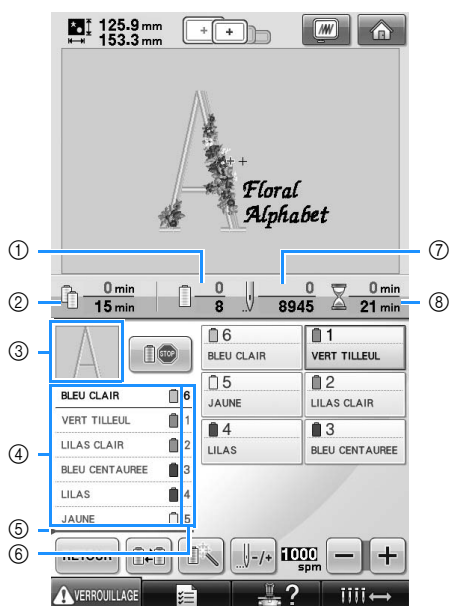 125.9 mm
153.3 mm
Floral
Alphabet
① ⑦
0 min 0 0 0 min
② 15 min 8 8945 21 min ⑧
③ STOP
6 BLEU CLAIR
1 VERT TILLEUL
5 JAUNE
2 LILAS CLAIR
4 LILAS
3 BLEU CENTAUREE
④
BLEU CLAIR 6
VERT TILLEUL 1
LILAS CLAIR 2
BLEU CENTAUREE 3
LILAS 4
JAUNE 5
⑤
⑥
RETOUR -/+ 1000 spm − +
VERROUILLAGE ?